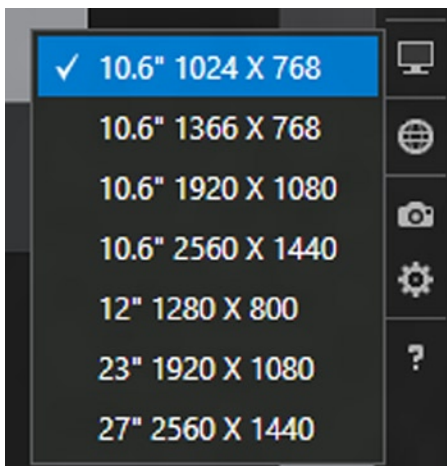 ✓ 10.6" 1024 X 768
10.6" 1366 X 768
10.6" 1920 X 1080
10.6" 2560 X 1440
12" 1280 X 800
23" 1920 X 1080
27" 2560 X 1440
?